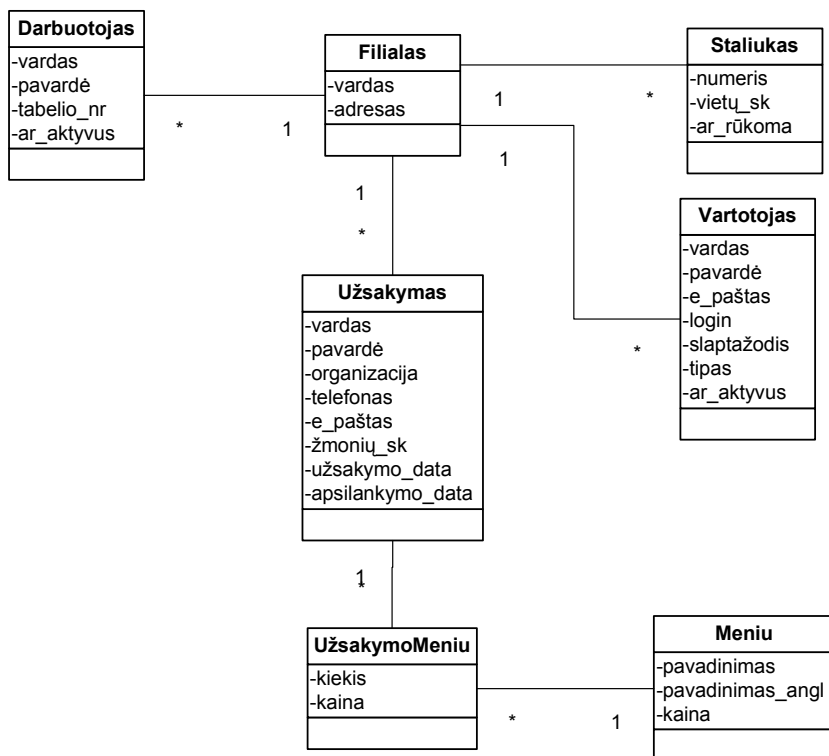 Darbuotojas
-vardas
-pavardė
-tabelio_nr
-ar_aktyvus
*
1
Filialas
-vardas
-adresas
1
*
Staliukas
-numeris
-vietų_sk
-ar_rūkoma
1
*
Vartotojas
-vardas
-pavardė
-e_paštas
-login
-slaptažodis
-tipas
-ar_aktyvus
1
*
Užsakymas
-vardas
-pavardė
-organizacija
-telefonas
-e_paštas
-žmonių_sk
-užsakymo_data
-apsilankymo_data
1
*
UžsakymoMeniu
-kiekis
-kaina
*
1
Meniu
-pavadinimas
-pavadinimas_angl
-kaina